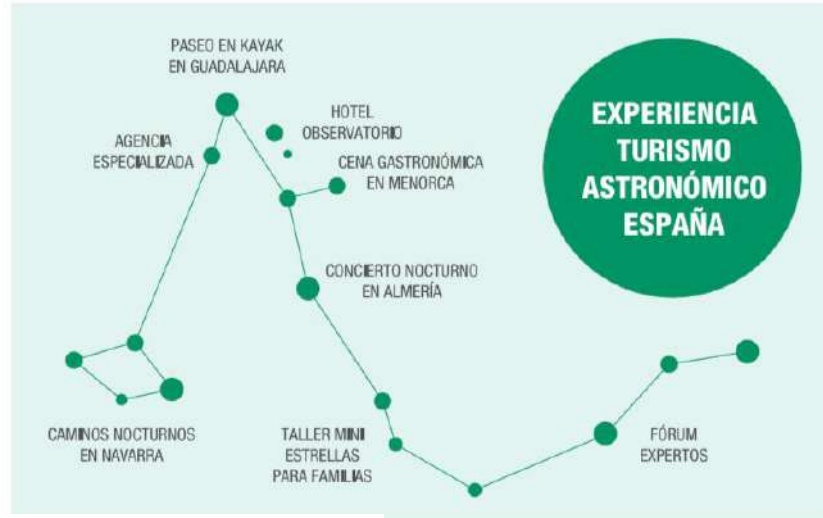 PASEO EN KAYAK
EN GUADALAJARA
HOTEL
OBSERVATORIO
AGENCIA
ESPECIALIZADA
CENA GASTRONÓMICA
EN MENORCA
EXPERIENCIA
TURISMO
ASTRONÓMICO
ESPAÑA
CONCIERTO NOCTURNO
EN ALMERÍA
CAMINOS NOCTURNOS
EN NAVARRA
TALLER MINI
ESTRELLAS
PARA FAMILIAS
FÓRUM
EXPERTOS